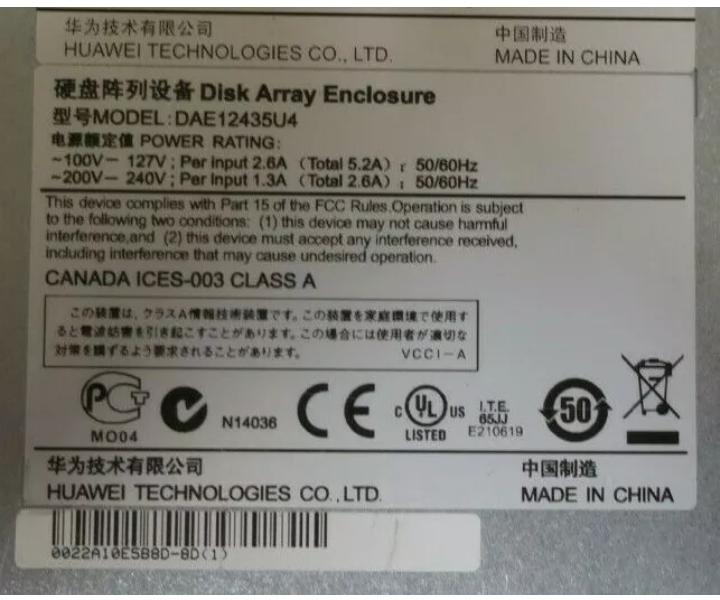 华为技术有限公司 中国制造
HUAWEI TECHNOLOGIES CO., LTD. MADE IN CHINA
硬盘阵列设备 Disk Array Enclosure
型号MODEL:DAE12435U4
电源额定值 POWER RATING:
~100V— 127V ; Per Input 2.6A （Total 5.2A）; 50/60Hz
~200V— 240V ; Per Input 1.3A （Total 2.6A）; 50/60Hz
This device complies with Part 15 of the FCC Rules.Operation is subject
to the following two conditions: (1) this device may not cause harmful
interference,and (2) this device must accept any interference received,
including interference that may cause undesired operation.
CANADA ICES-003 CLASS A
この装置は、クラスA情報技術装置です。この装置を家庭環境で使用す
ると電波妨害を引き起こすことがあります。この場合には使用者が適切な
対策を講ずるよう要求されることがあります。 VCCI-A
PCT
MO04
N14036
CE
C UL US
LISTED
I.T.E.
65JJ
E210619
50
华为技术有限公司 中国制造
HUAWEI TECHNOLOGIES CO.,LTD. MADE IN CHINA
0022A10E5B8D-8D(1)